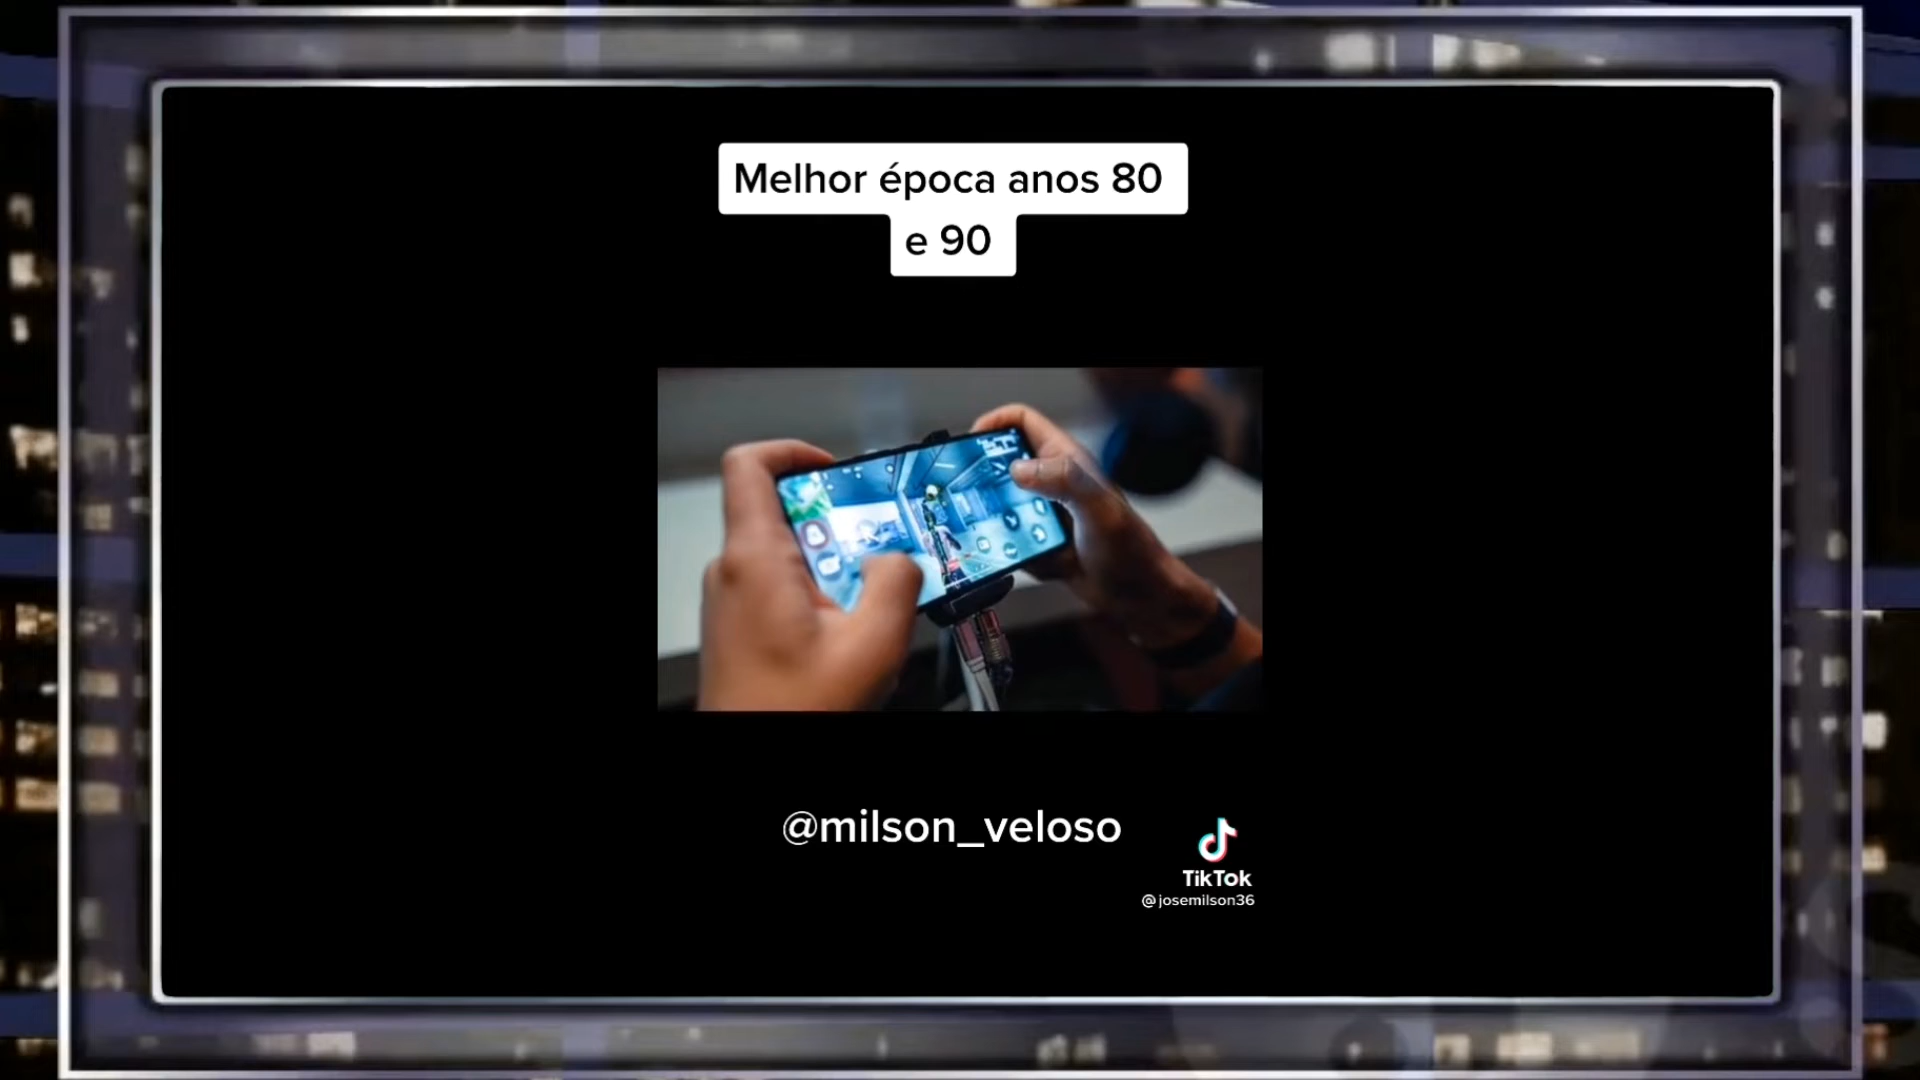 Melhor época anos 80
e 90
@milson_veloso
TikTok
@josemilson36